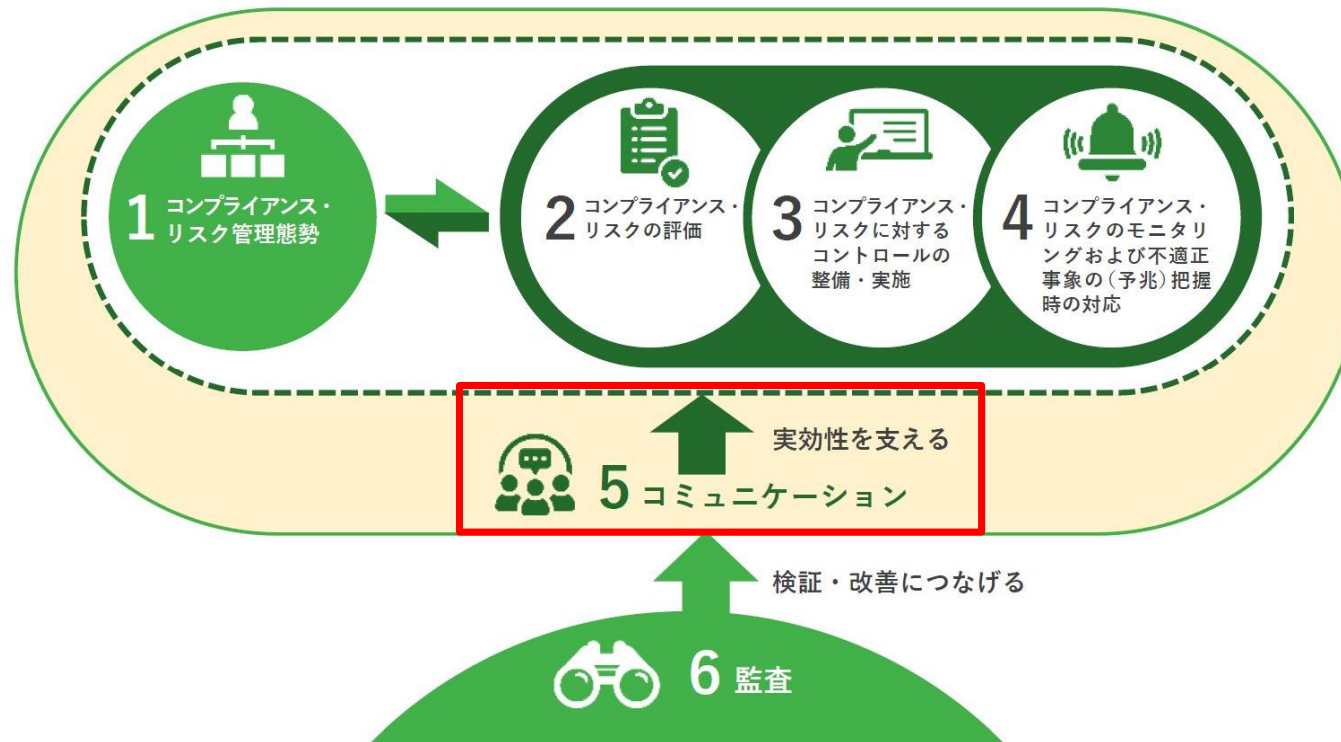 1 コンプライアンス・
リスク管理態勢
2 コンプライアンス・
リスクの評価
3 コンプライアンス・
リスクに対する
コントロールの
整備・実施
4 コンプライアンス・
リスクのモニタリ
ングおよび不適正
事象の(予兆)把握
時の対応
実効性を支える
5 コミュニケーション
検証・改善につなげる
6 監査